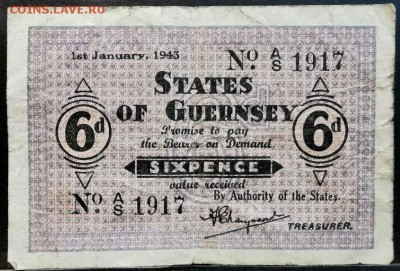 COINS.ЛАВЕ.RU
1st January, 1943 No. A/S 1917
STATES
OF GUERNSEY
6d 6d
Promise to pay
the Bearer on Demand
SIXPENCE
value received
No. A/S 1917 By Authority of the States.
TREASURER.